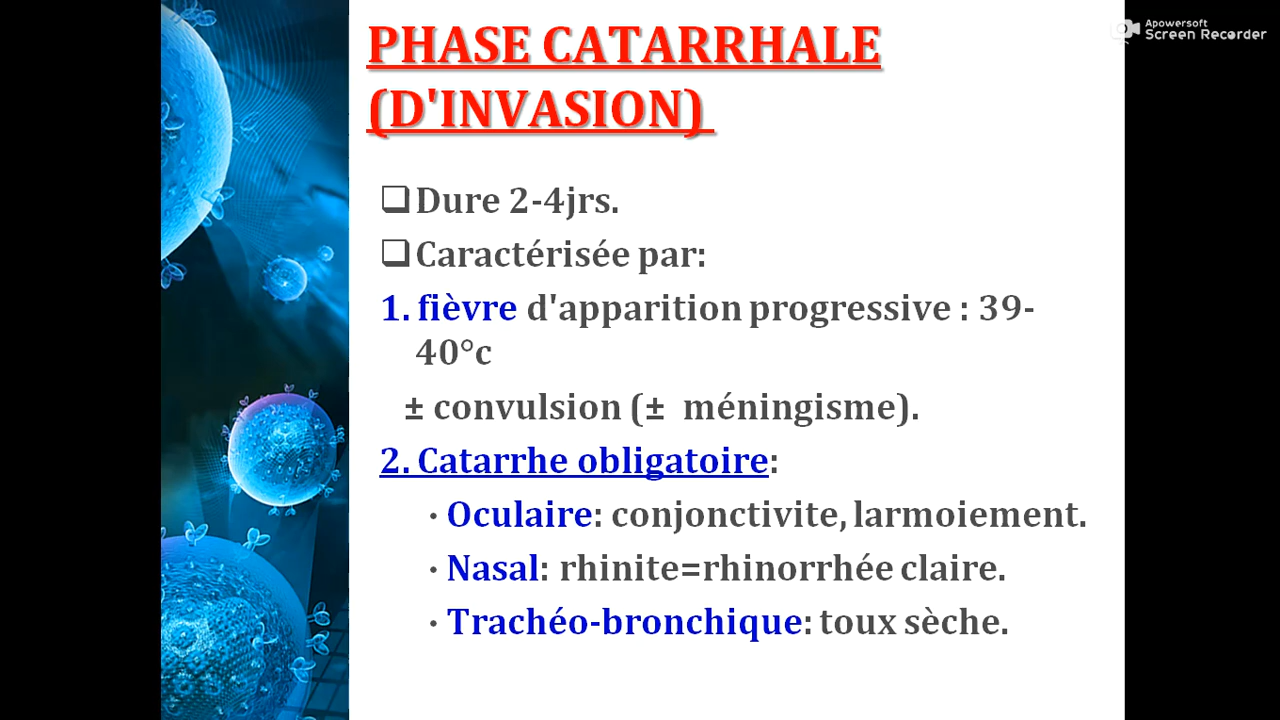 Apowersoft
Screen Recorder
PHASE CATARRHALE
(D'INVASION)
❑Dure 2-4jrs.
❑Caractérisée par:
1. fièvre d'apparition progressive : 39-
40°c
± convulsion (± méningisme).
2. Catarrhe obligatoire:
· Oculaire: conjonctivite, larmoiement.
· Nasal: rhinite=rhinorrhée claire.
· Trachéo-bronchique: toux sèche.